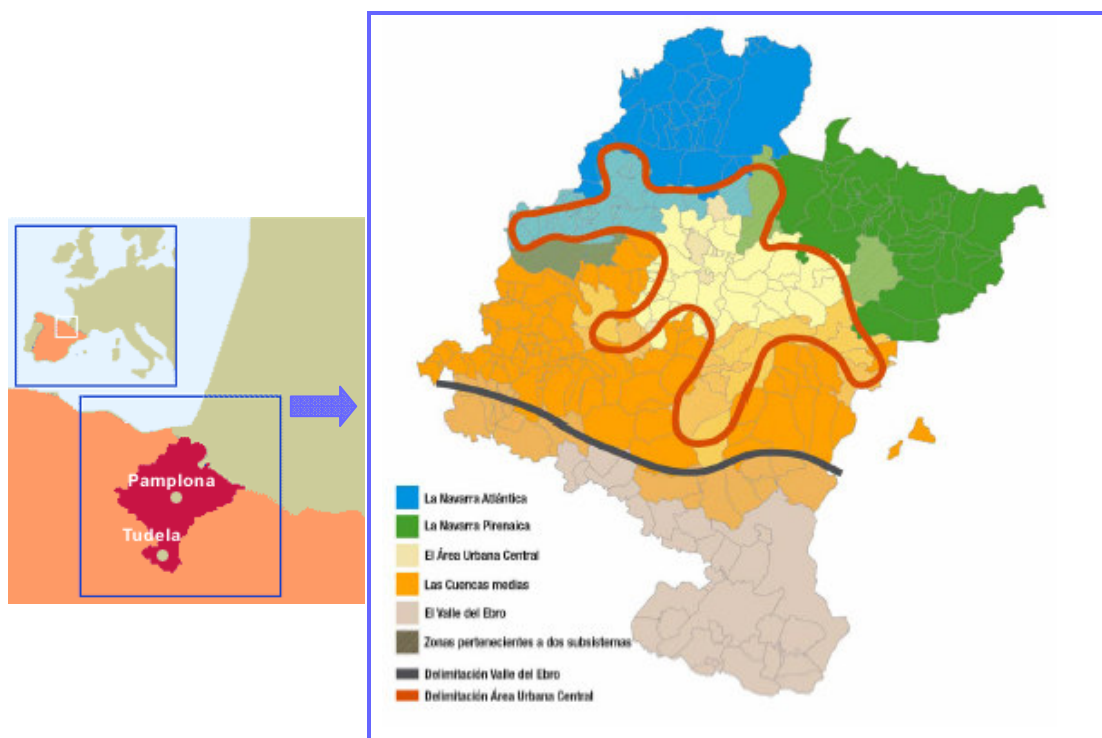 Pamplona
Tudela
La Navarra Atlántica
La Navarra Pirenaica
El Área Urbana Central
Las Cuencas medias
El Valle del Ebro
Zonas pertenecientes a dos subsistemas
Delimitación Valle del Ebro
Delimitación Área Urbana Central